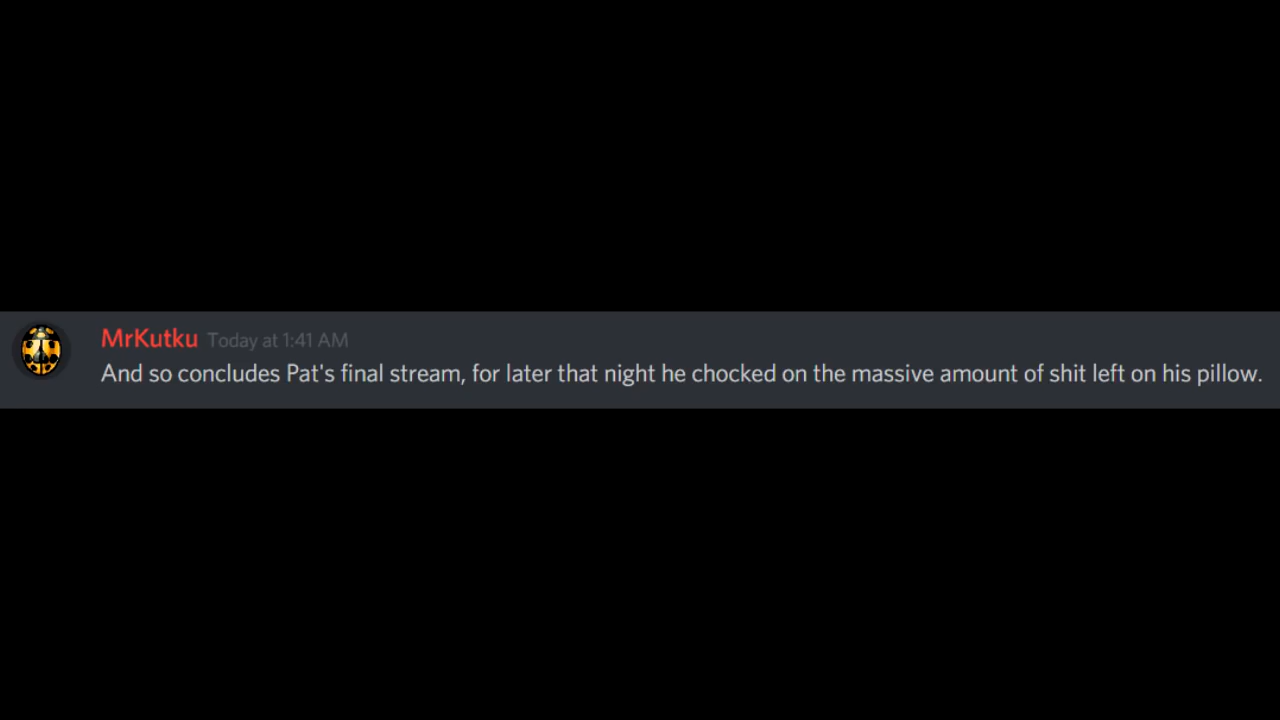 MrKutku Today at 1:41 AM
And so concludes Pat's final stream, for later that night he chocked on the massive amount of shit left on his pillow.